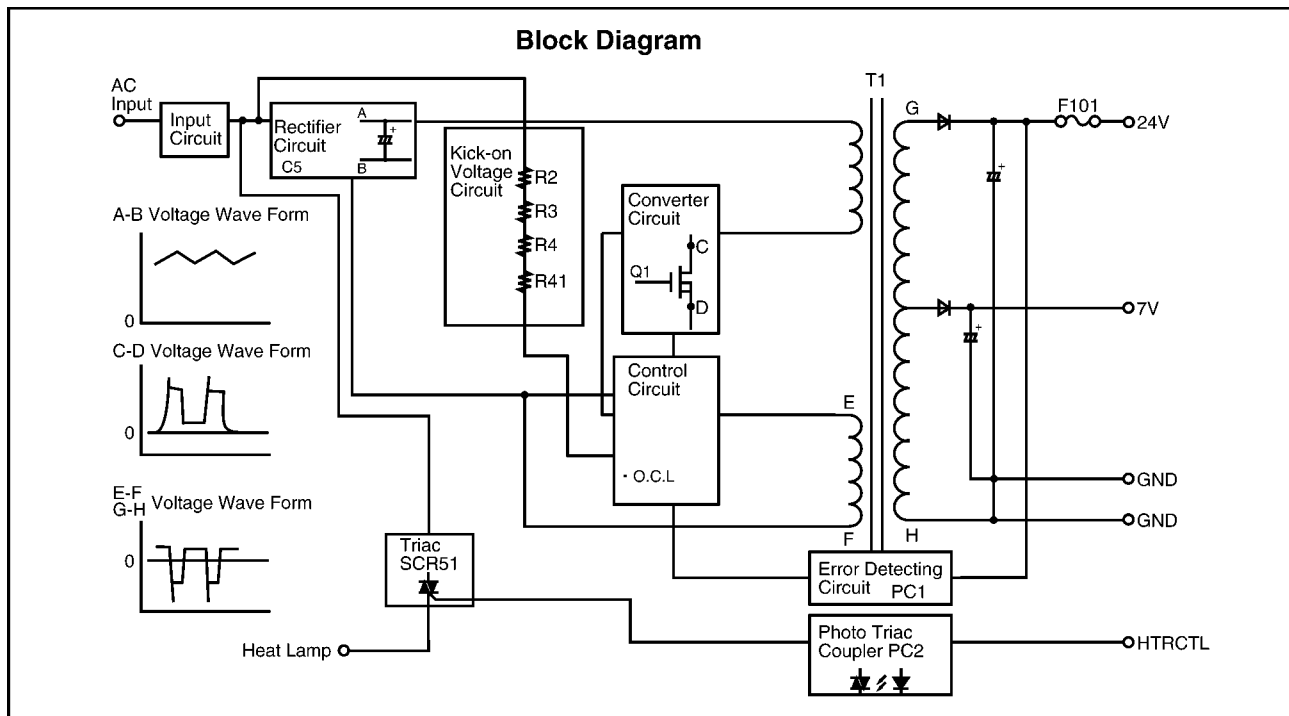 Block Diagram
AC
Input
Input
Circuit
Rectifier
Circuit
C5
A
+
B
Kick-on
Voltage
Circuit
R2
R3
R4
R41
Converter
Circuit
C
Q1
D
Control
Circuit
- O.C.L
T1
G
F101
24V
+
7V
+
E
F
H
GND
GND
A-B Voltage Wave Form
0
C-D Voltage Wave Form
0
E-F
G-H Voltage Wave Form
0
Triac
SCR51
Heat Lamp
Error Detecting
Circuit PC1
Photo Triac
Coupler PC2
HTRCTL